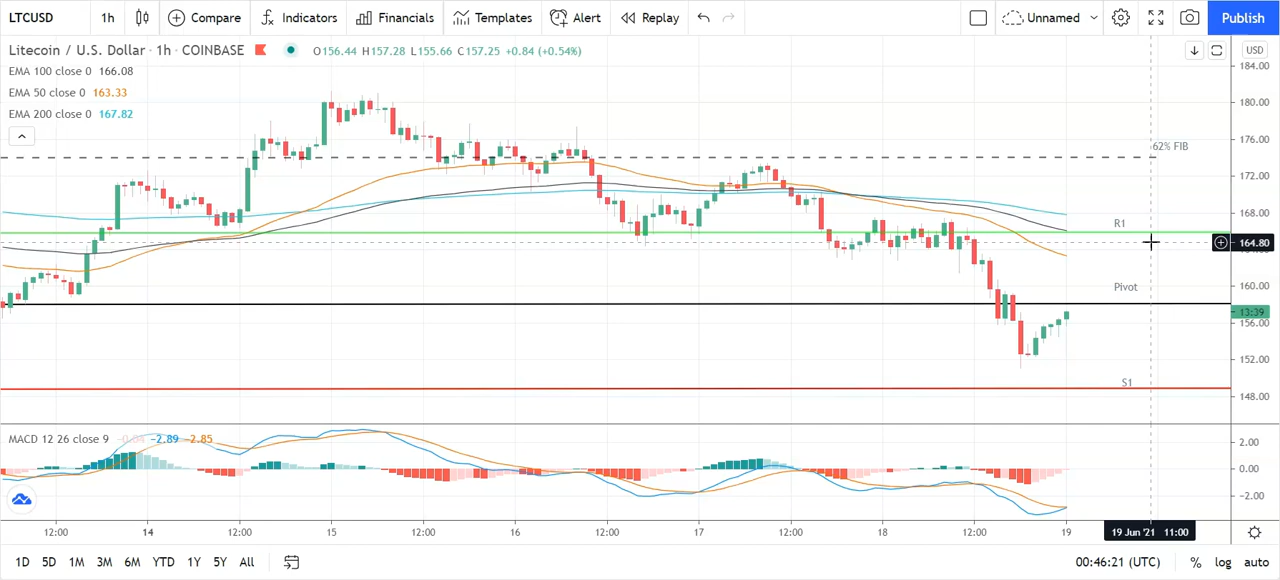 LTCUSD 1h Compare Indicators Financials Templates Alert Replay Unnamed Publish
Litecoin / U.S. Dollar · 1h · COINBASE O156.44 H157.28 L155.66 C157.25 +0.84 (+0.54%) USD
EMA 100 close 0 166.08
EMA 50 close 0 163.33
EMA 200 close 0 167.82
184.00
180.00
176.00
172.00
168.00
164.80
160.00
13:39
156.00
152.00
148.00
62% FIB
R1
Pivot
S1
MACD 12 26 close 9 -0.04 -2.89 -2.85
2.00
0.00
-2.00
12:00 14 12:00 15 12:00 16 12:00 17 12:00 18 12:00 19 19 Jun '21 11:00
1D 5D 1M 3M 6M YTD 1Y 5Y All 00:46:21 (UTC) % log auto